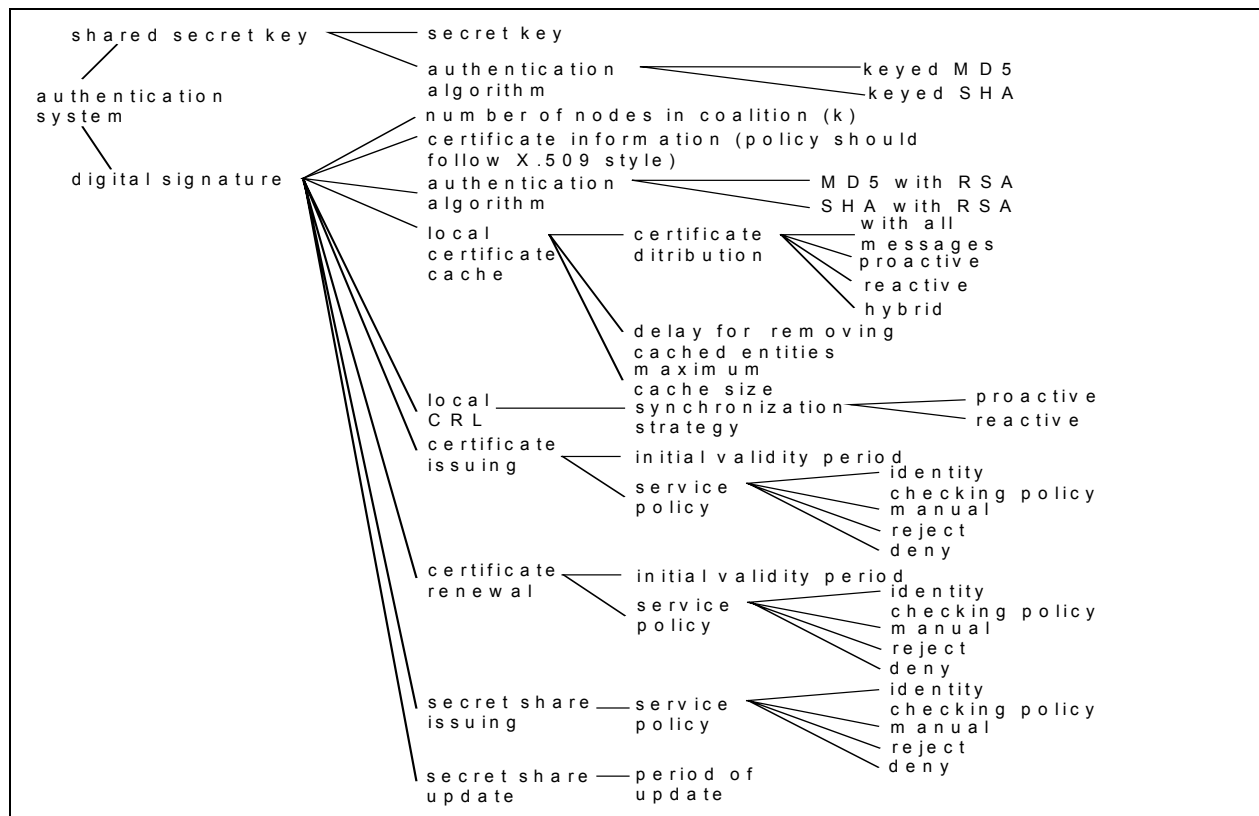 shared secret key
secret key
authentication
algorithm
keyed MD5
keyed SHA
authentication
system
number of nodes in coalition (k)
certificate information (policy should
follow X.509 style)
digital signature
authentication
algorithm
MD5 with RSA
SHA with RSA
local
certificate
cache
certificate
ditribution
with all
messages
proactive
reactive
hybrid
delay for removing
cached entities
maximum
cache size
local
CRL
synchronization
strategy
proactive
reactive
certificate
issuing
initial validity period
service
policy
identity
checking policy
manual
reject
deny
certificate
renewal
initial validity period
service
policy
identity
checking policy
manual
reject
deny
secret share
issuing
service
policy
identity
checking policy
manual
reject
deny
secret share
update
period of
update